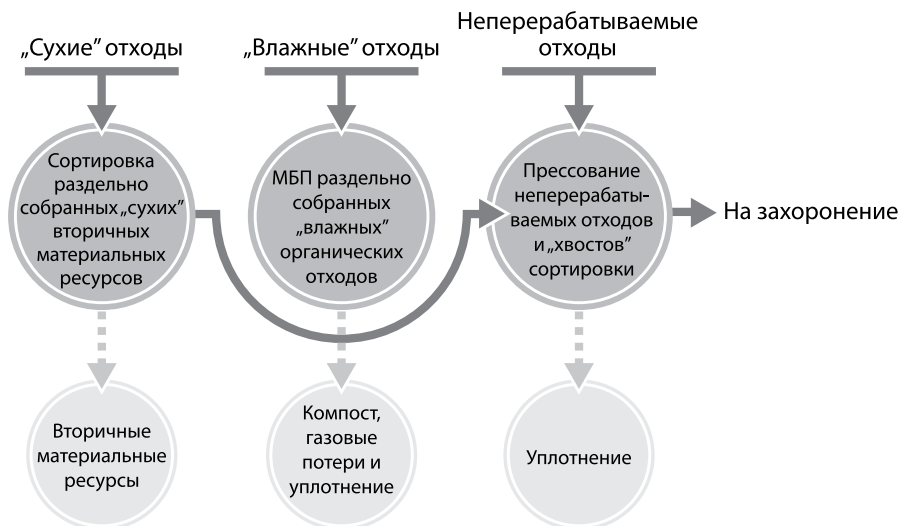 „Сухие” отходы
„Влажные” отходы
Неперерабатываемые
отходы
Сортировка
раздельно
собранных „сухих”
вторичных
материальных
ресурсов
МБП раздельно
собранных
„влажных”
органических
отходов
Прессование
неперерабаты-
ваемых отходов
и „хвостов”
сортировки
На захоронение
Вторичные
материальные
ресурсы
Компост,
газовые
потери и
уплотнение
Уплотнение